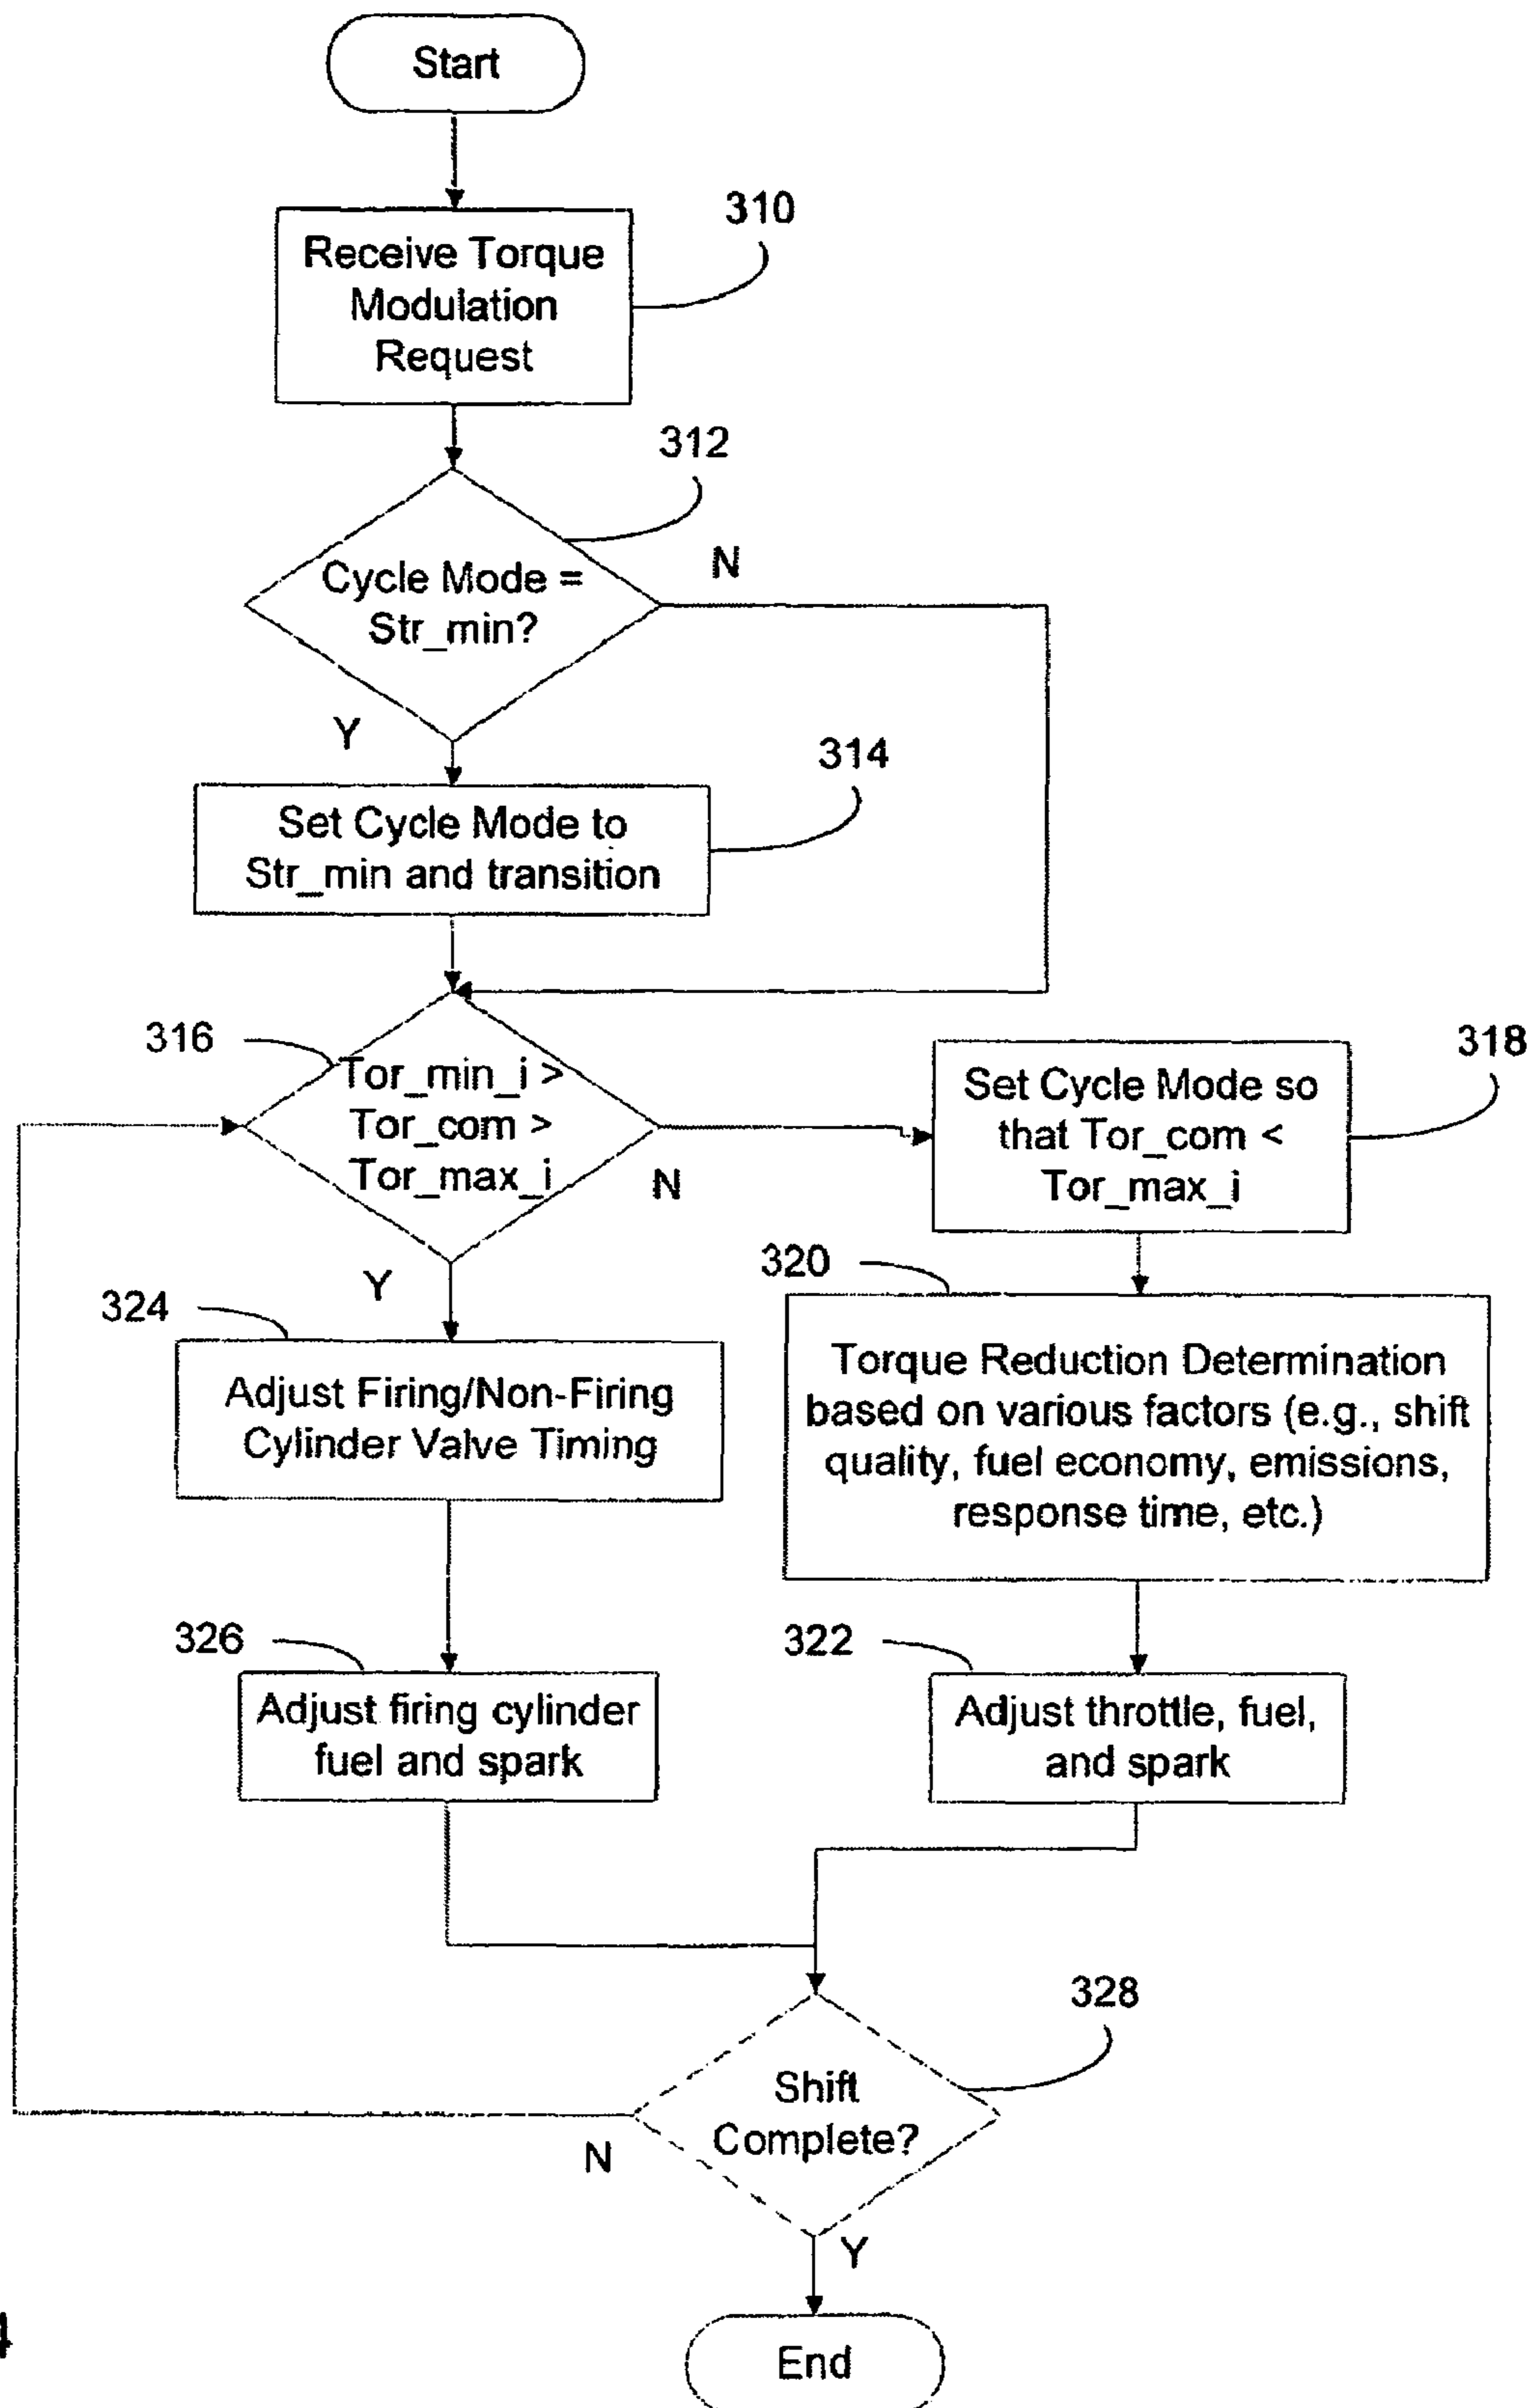 Start
310
Receive Torque
Modulation
Request
312
Cycle Mode =
Str_min?
N
Y
314
Set Cycle Mode to
Str_min and transition
316
Tor_min_i >
Tor_com >
Tor_max_i
N
Y
318
Set Cycle Mode so
that Tor_com <
Tor_max_i
320
Torque Reduction Determination
based on various factors (e.g., shift
quality, fuel economy, emissions,
response time, etc.)
324
Adjust Firing/Non-Firing
Cylinder Valve Timing
326
Adjust firing cylinder
fuel and spark
322
Adjust throttle, fuel,
and spark
328
Shift
Complete?
N
Y
End
4